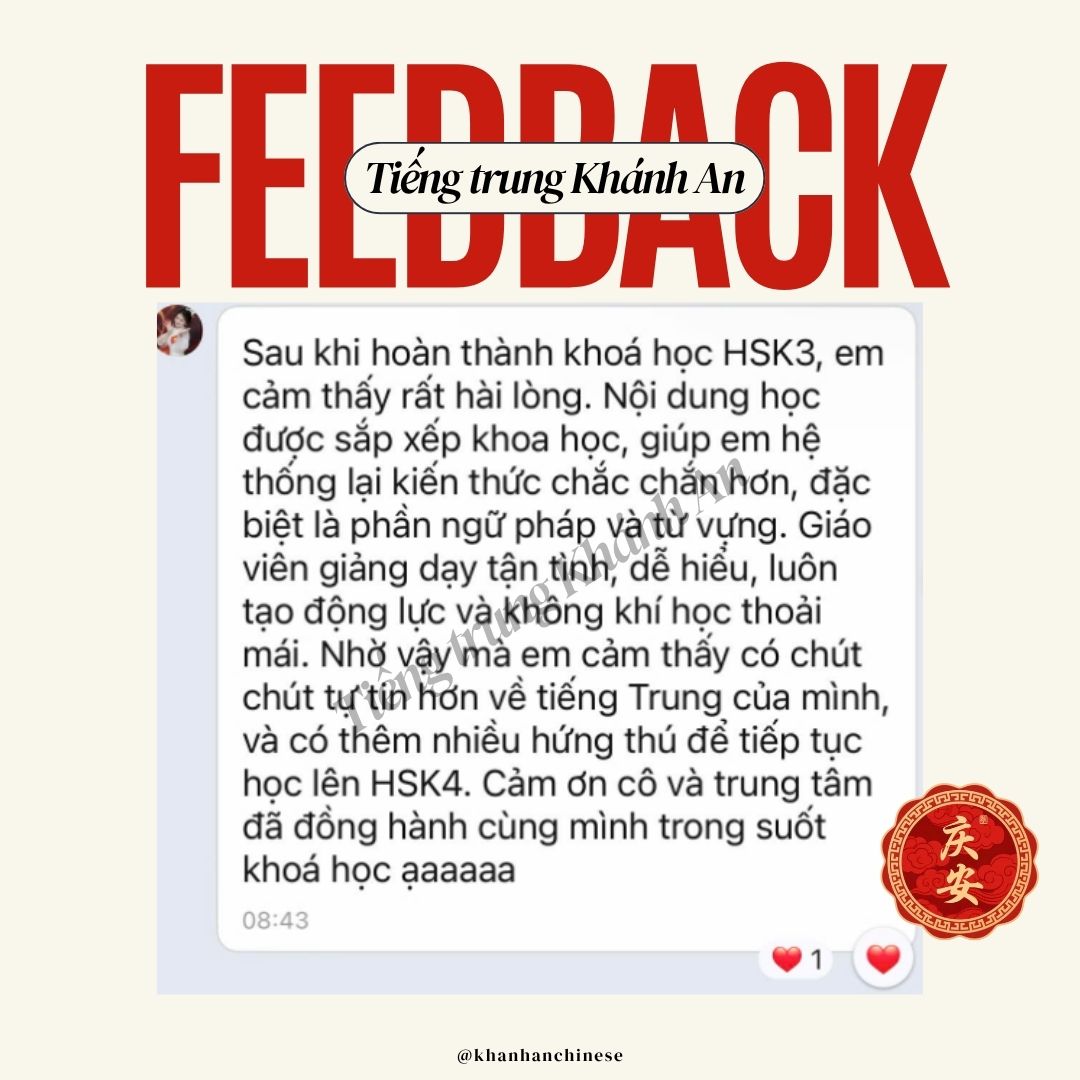 FEEDBACK
Tiếng trung Khánh An
Sau khi hoàn thành khoá học HSK3, em
cảm thấy rất hài lòng. Nội dung học
được sắp xếp khoa học, giúp em hệ
thống lại kiến thức chắc chắn hơn, đặc
biệt là phần ngữ pháp và từ vựng. Giáo
viên giảng dạy tận tình, dễ hiểu, luôn
tạo động lực và không khí học thoải
mái. Nhờ vậy mà em cảm thấy có chút
chút tự tin hơn về tiếng Trung của mình,
và có thêm nhiều hứng thú để tiếp tục
học lên HSK4. Cảm ơn cô và trung tâm
đã đồng hành cùng mình trong suốt
khoá học ạaaaaa
08:43
Tiếng trung Khánh An
1
庆安
@khanhanchinese